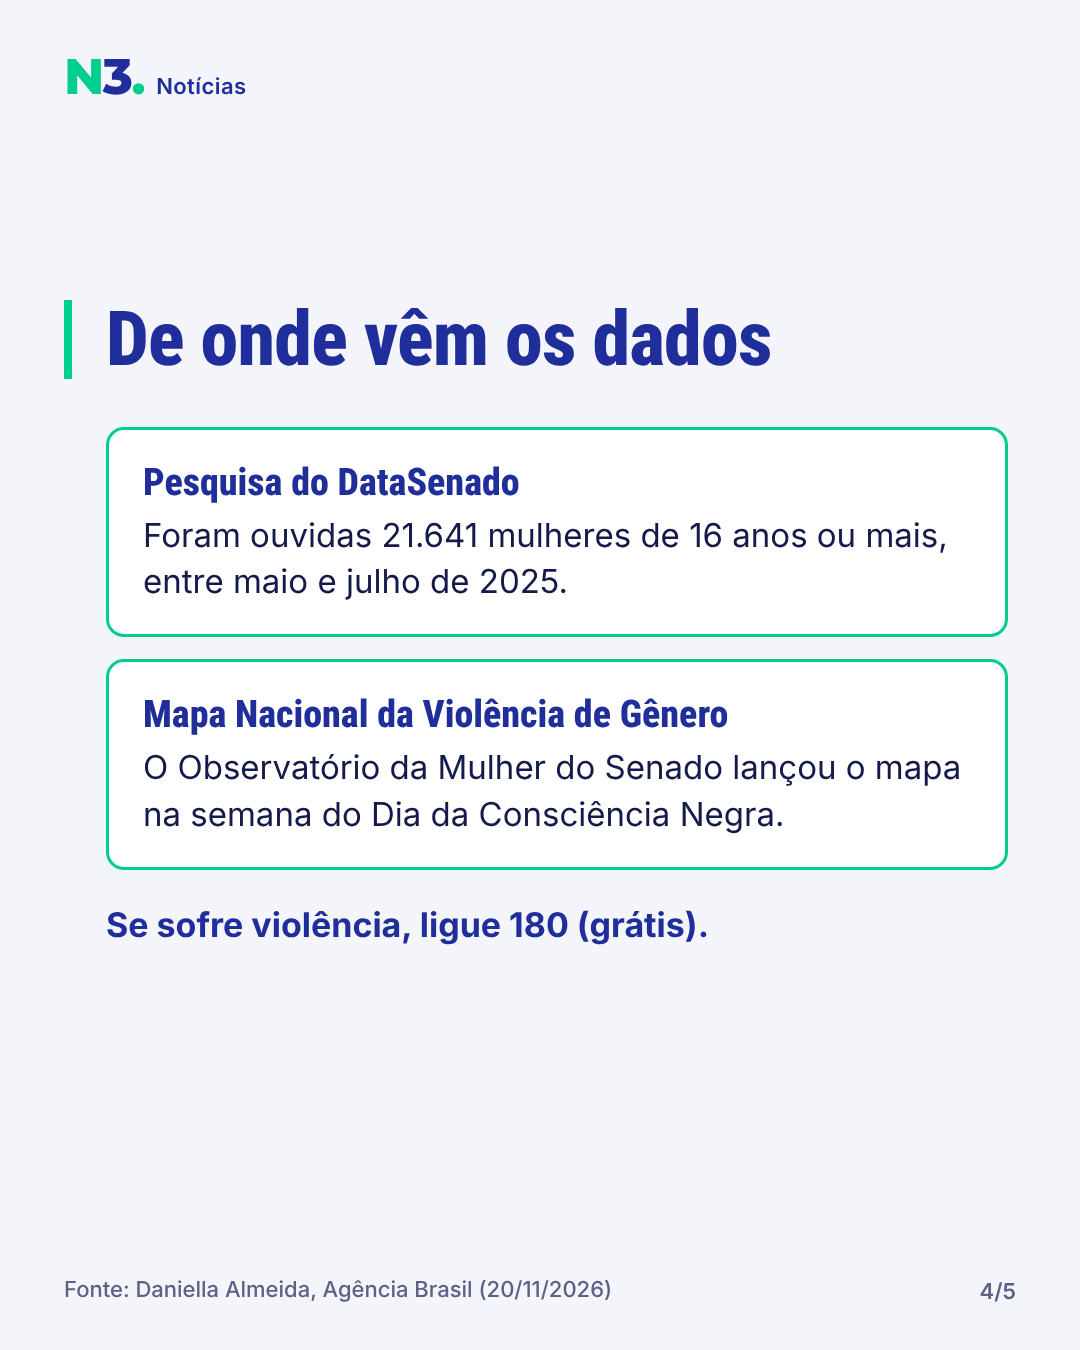 N3. Notícias
De onde vêm os dados
Pesquisa do DataSenado
Foram ouvidas 21.641 mulheres de 16 anos ou mais,
entre maio e julho de 2025.
Mapa Nacional da Violência de Gênero
O Observatório da Mulher do Senado lançou o mapa
na semana do Dia da Consciência Negra.
Se sofre violência, ligue 180 (grátis).
Fonte: Daniella Almeida, Agência Brasil (20/11/2026)
4/5